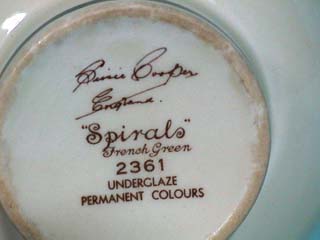 Susie Cooper
England.
"Spirals"
French Green
2361
UNDERGLAZE
PERMANENT COLOURS